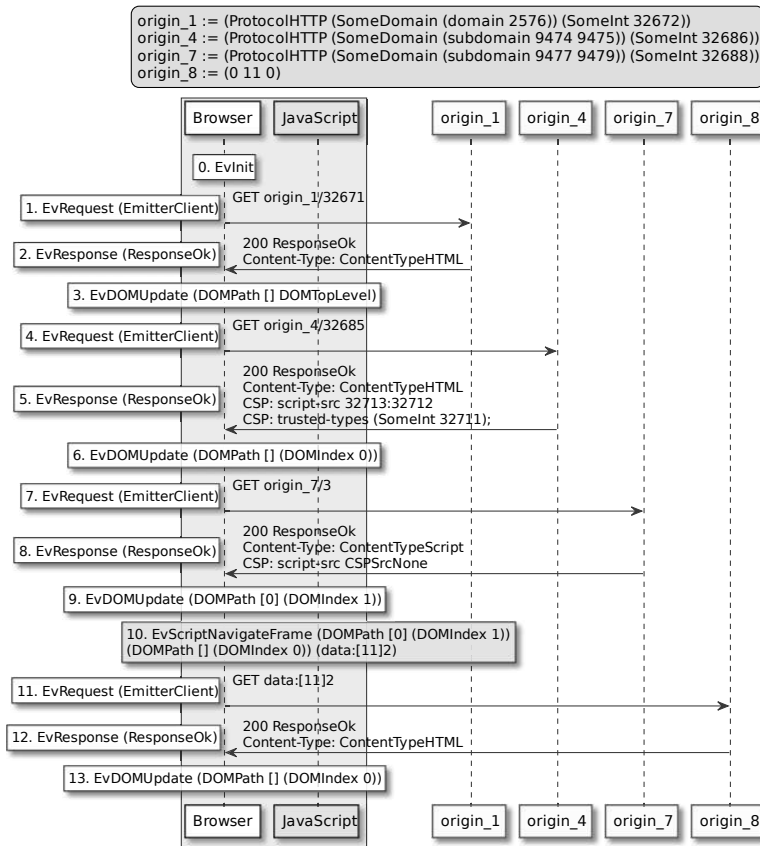 origin_1 := (ProtocolHTTP (SomeDomain (domain 2576)) (SomeInt 32672))
origin_4 := (ProtocolHTTP (SomeDomain (subdomain 9474 9475)) (SomeInt 32686))
origin_7 := (ProtocolHTTP (SomeDomain (subdomain 9477 9479)) (SomeInt 32688))
origin_8 := (0 11 0)
Browser JavaScript origin_1 origin_4 origin_7 origin_8
0. EvInit
1. EvRequest (EmitterClient) GET origin_1/32671
2. EvResponse (ResponseOk) 200 ResponseOk
Content-Type: ContentTypeHTML
3. EvDOMUpdate (DOMPath [] DOMTopLevel)
4. EvRequest (EmitterClient) GET origin_4/32685
200 ResponseOk
Content-Type: ContentTypeHTML
5. EvResponse (ResponseOk) CSP: script-src 32713:32712
CSP: trusted-types (SomeInt 32711);
6. EvDOMUpdate (DOMPath [] (DOMIndex 0))
7. EvRequest (EmitterClient) GET origin_7/3
200 ResponseOk
8. EvResponse (ResponseOk) Content-Type: ContentTypeScript
CSP: script-src CSPSrcNone
9. EvDOMUpdate (DOMPath [0] (DOMIndex 1))
10. EvScriptNavigateFrame (DOMPath [0] (DOMIndex 1))
(DOMPath [] (DOMIndex 0)) (data:[11]2)
11. EvRequest (EmitterClient) GET data:[11]2
12. EvResponse (ResponseOk) 200 ResponseOk
Content-Type: ContentTypeHTML
13. EvDOMUpdate (DOMPath [] (DOMIndex 0))
Browser JavaScript origin_1 origin_4 origin_7 origin_8